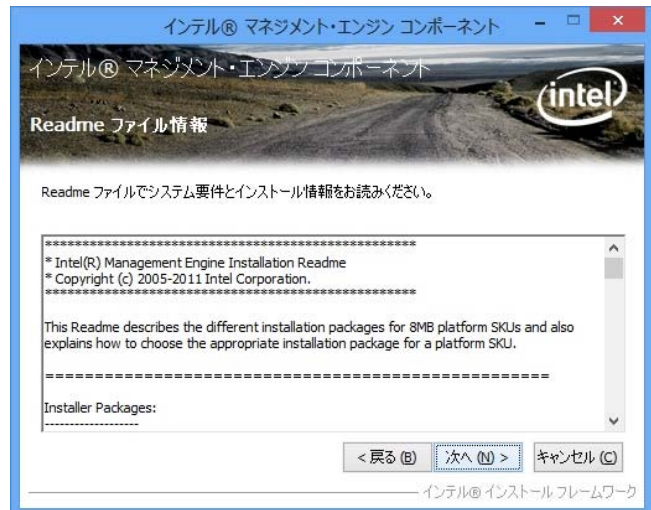 インテル® マネジメント・エンジン コンポーネント
インテル® マネジメント・エンジン コンポーネント
intel
Readme ファイル情報
Readme ファイルでシステム要件とインストール情報をお読みください。
****************************************************
* Intel(R) Management Engine Installation Readme
* Copyright (c) 2005-2011 Intel Corporation.
****************************************************
This Readme describes the different installation packages for 8MB platform SKUs and also
explains how to choose the appropriate installation package for a platform SKU.
===================================================
Installer Packages:
-------------------
< 戻る (B)
次へ (N) >
キャンセル (C)
インテル® インストール フレームワーク